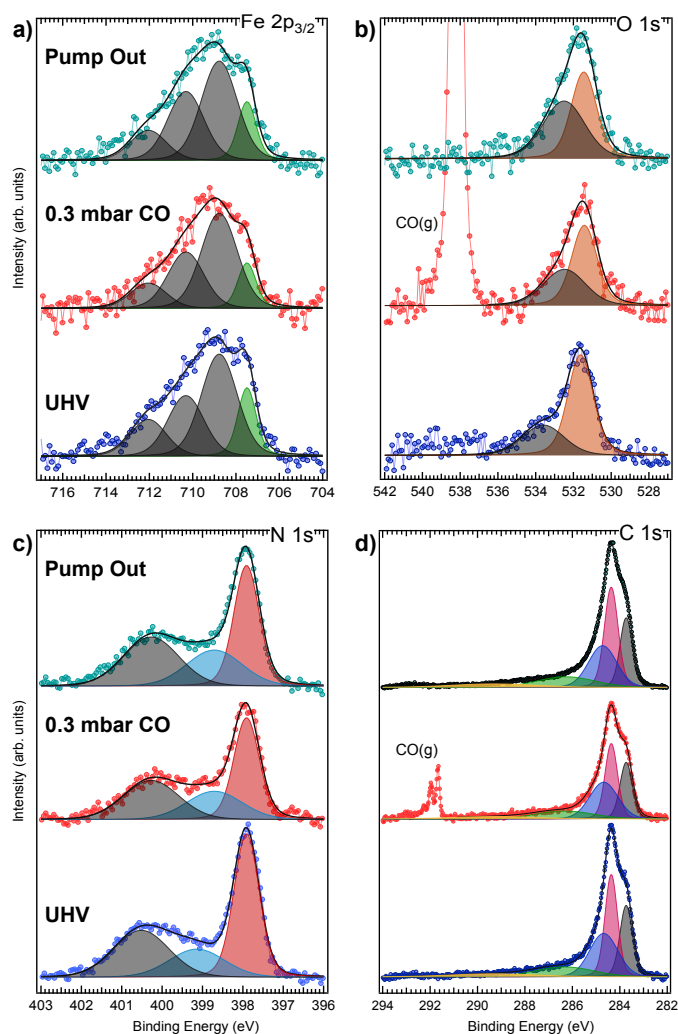 a) Fe 2p3/2
Pump Out
0.3 mbar CO
UHV
Intensity (arb. units)
716 714 712 710 708 706 704
b) O 1s
CO(g)
542 540 538 536 534 532 530 528
c) N 1s
Pump Out
0.3 mbar CO
UHV
Intensity (arb. units)
403 402 401 400 399 398 397 396
Binding Energy (eV)
d) C 1s
CO(g)
294 292 290 288 286 284 282
Binding Energy (eV)